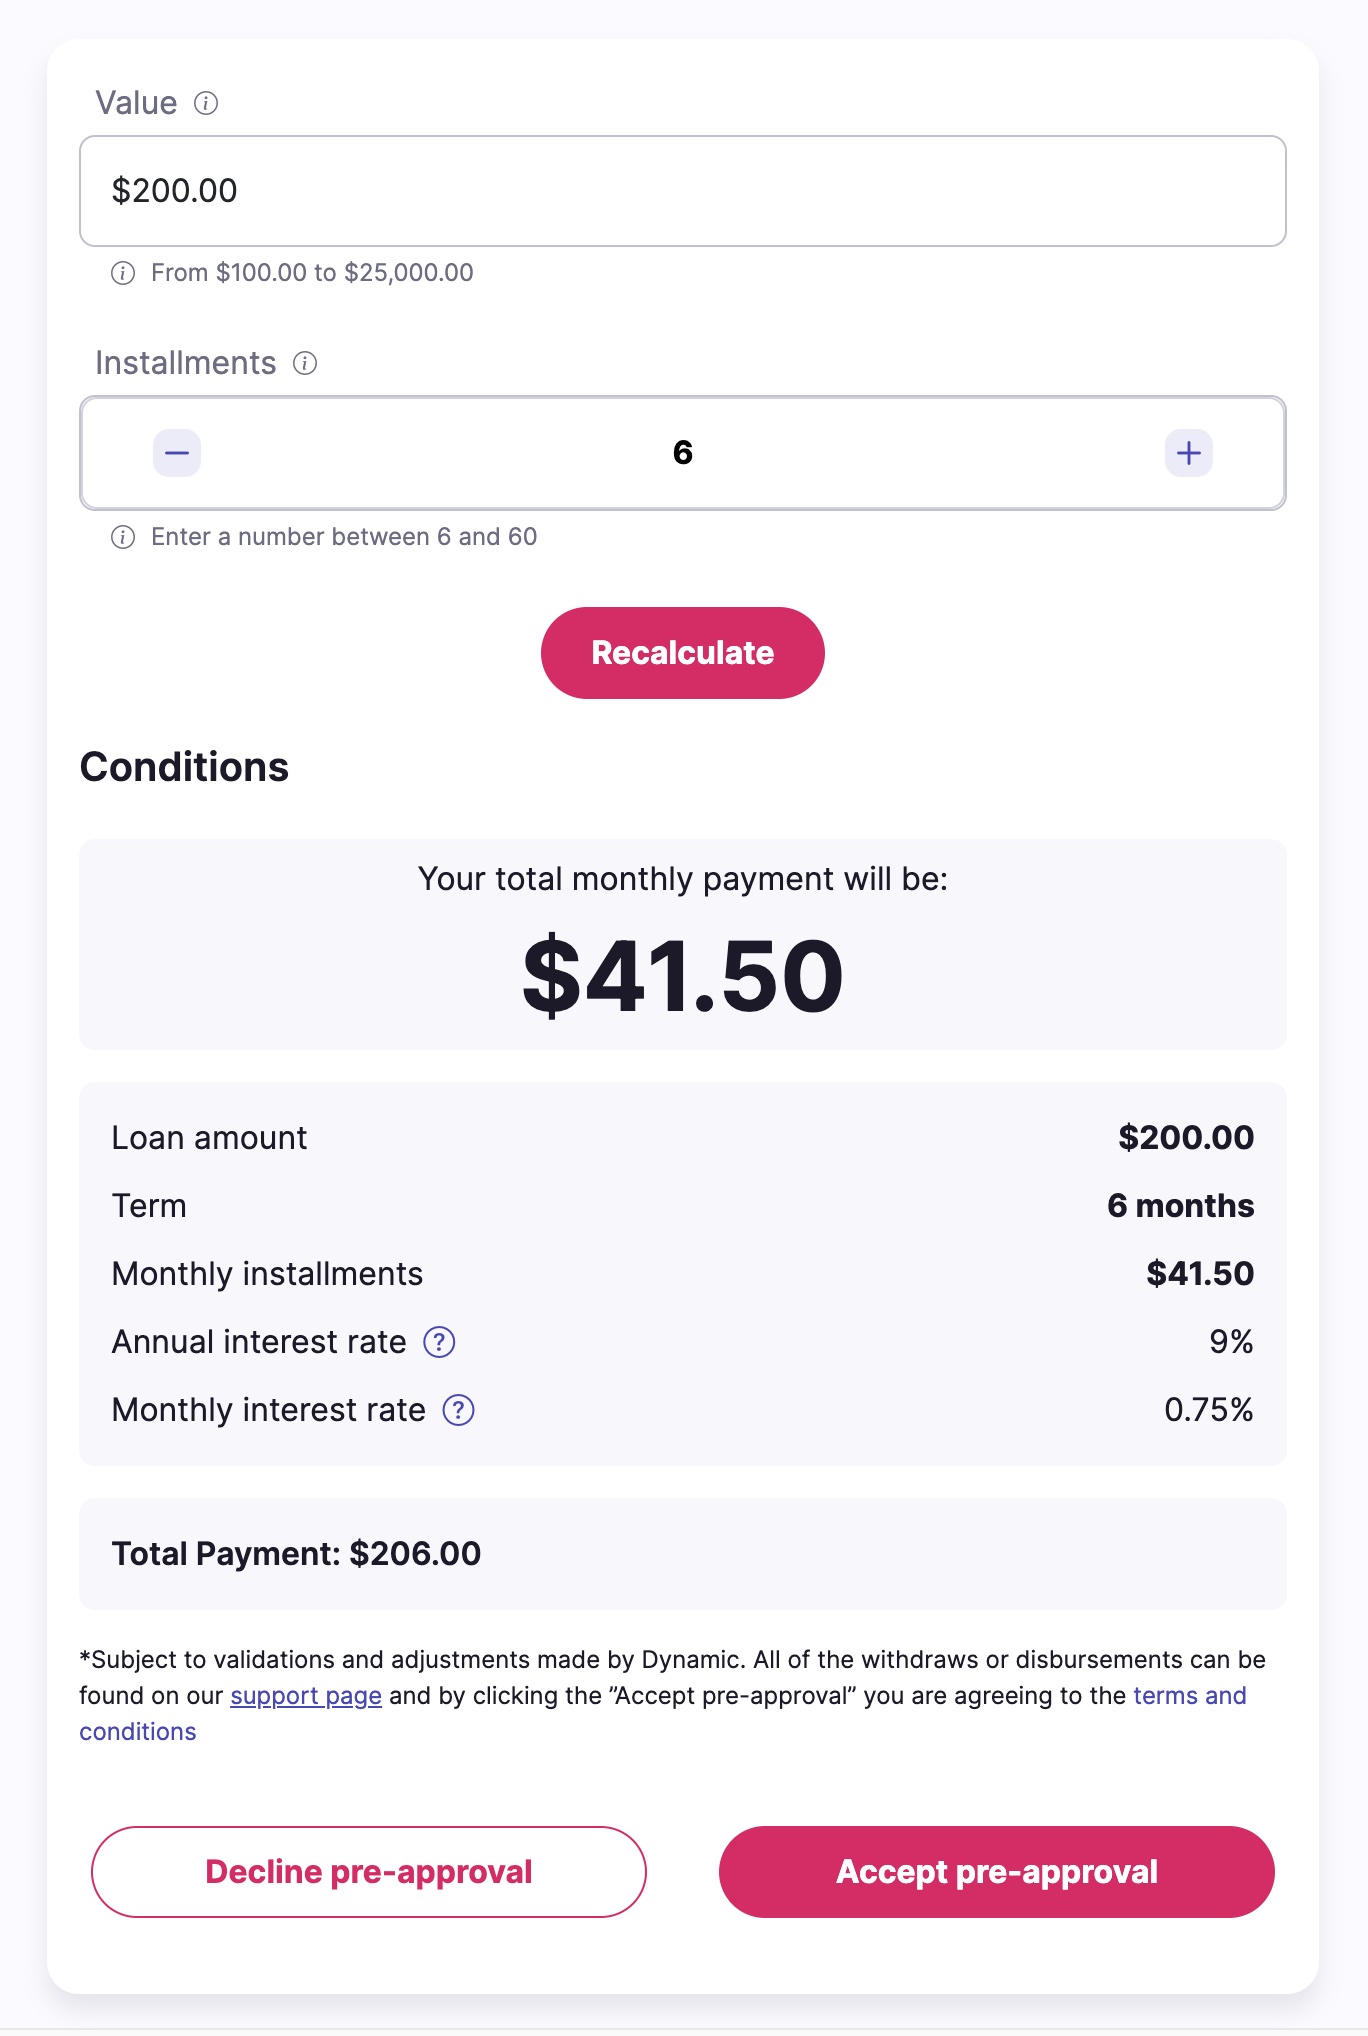 Value
$200.00
From $100.00 to $25,000.00
Installments
6
Enter a number between 6 and 60
Recalculate
Conditions
Your total monthly payment will be:
$41.50
Loan amount $200.00
Term 6 months
Monthly installments $41.50
Annual interest rate ? 9%
Monthly interest rate ? 0.75%
Total Payment: $206.00
*Subject to validations and adjustments made by Dynamic. All of the withdraws or disbursements can be
found on our support page and by clicking the ”Accept pre-approval” you are agreeing to the terms and
conditions
Decline pre-approval Accept pre-approval